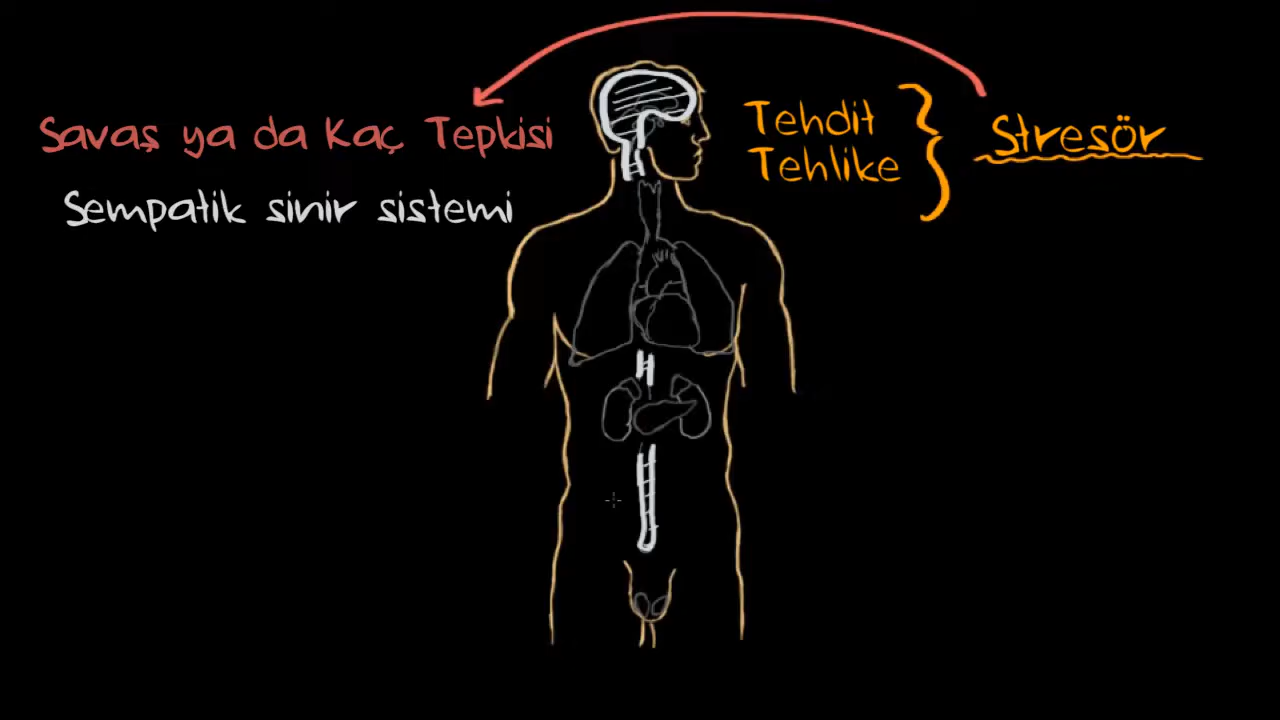 Savaş ya da Kaç Tepkisi
Sempatik sinir sistemi
Tehdit
Tehlike
Stresör